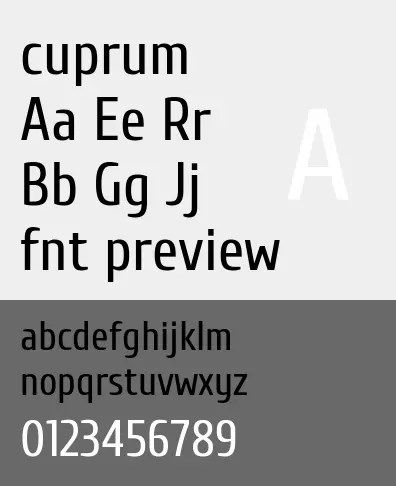 cuprum
Aa Ee Rr
Bb Gg Jj
A
fnt preview
abcdefghijklm
nopqrstuvwxyz
0123456789